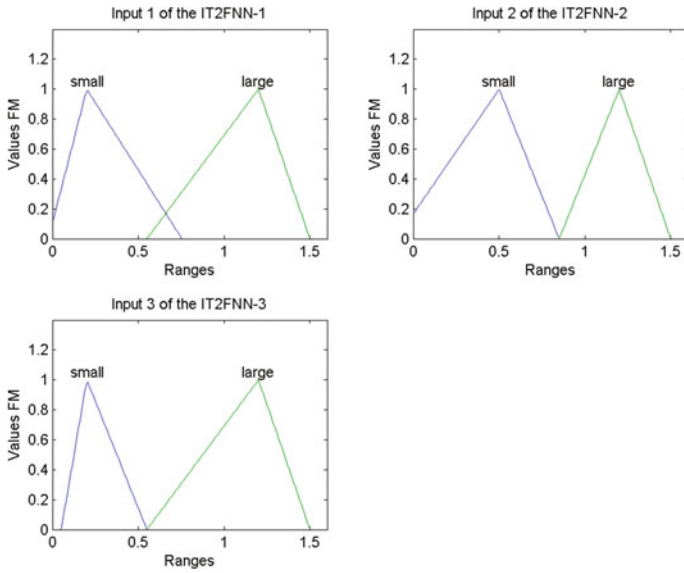 Input 1 of the IT2FNN-1
1.2
1
0.8
0.6
0.4
0.2
0
Values FM
small
large
0
0.5
1
1.5
Ranges
Input 2 of the IT2FNN-2
1.2
1
0.8
0.6
0.4
0.2
0
Values FM
small
large
0
0.5
1
1.5
Ranges
Input 3 of the IT2FNN-3
1.2
1
0.8
0.6
0.4
0.2
0
Values FM
small
large
0
0.5
1
1.5
Ranges